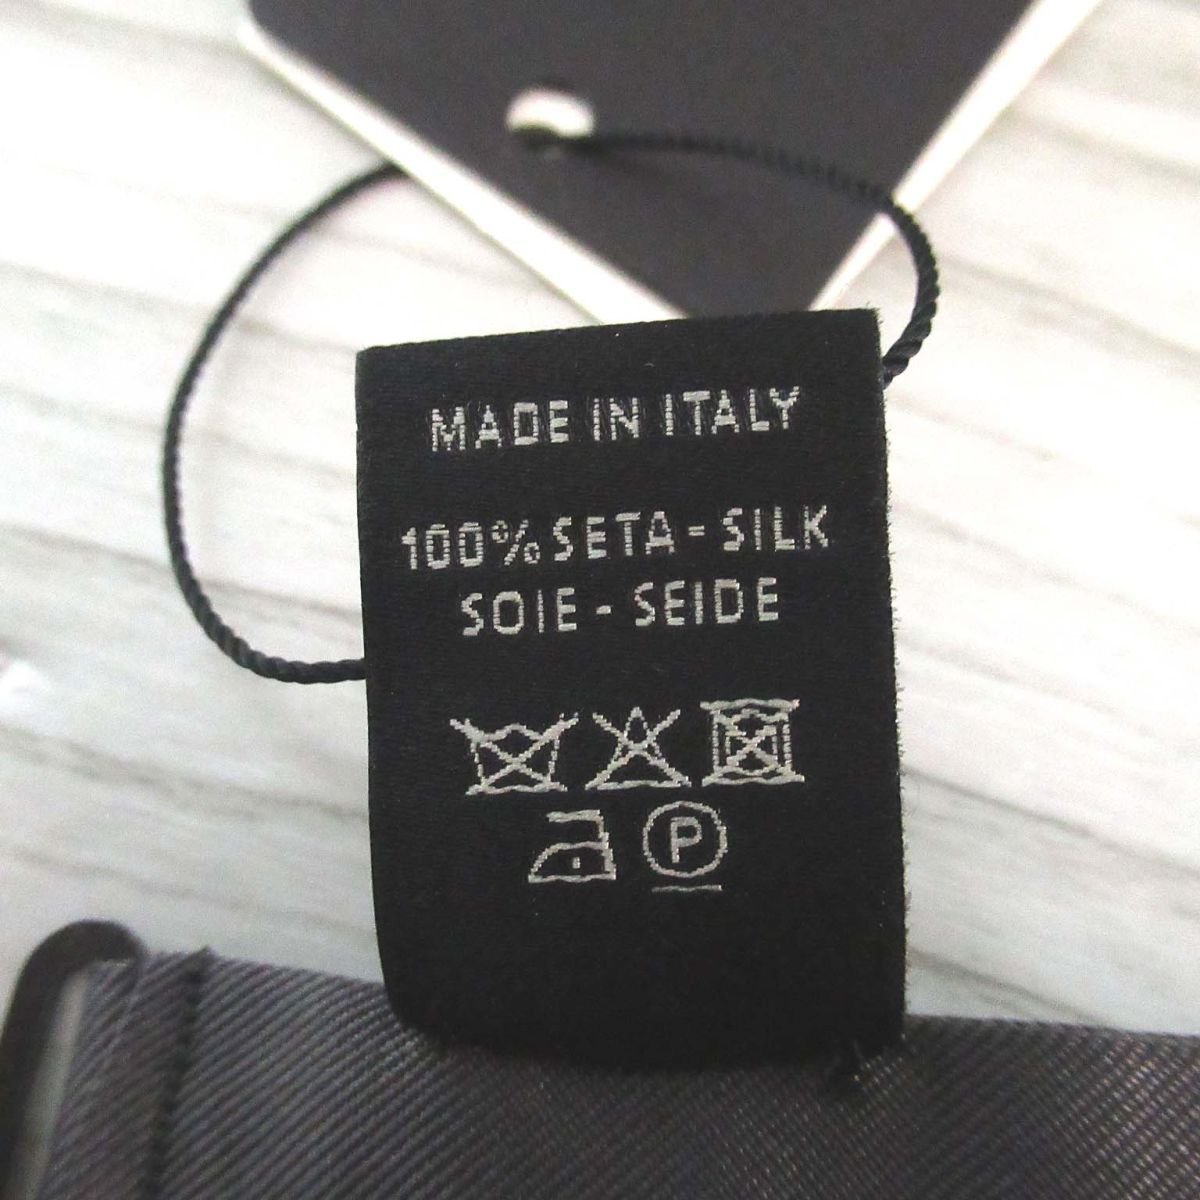 MADE IN ITALY
100% SETA - SILK
SOIE - SEIDE
P